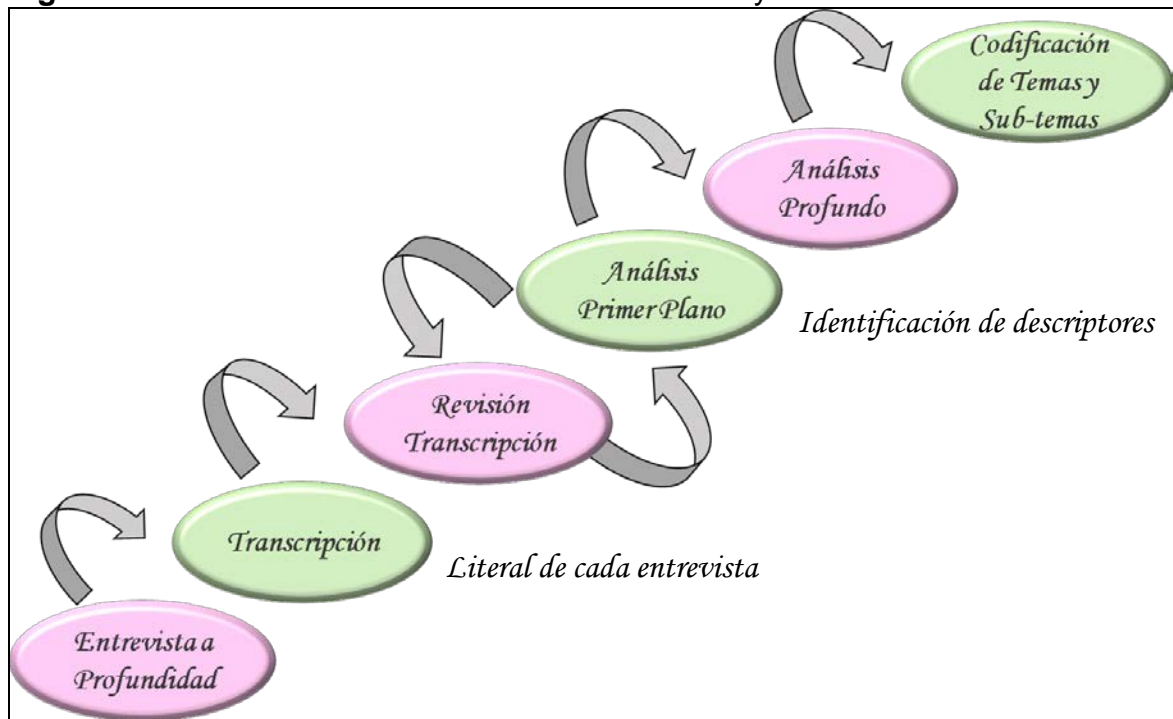 Codificación
de Temas y
Sub-temas
Análisis
Profundo
Análisis
Primer Plano
Identificación de descriptores
Revisión
Transcripción
Transcripción
Literal de cada entrevista
Entrevista a
Profundidad